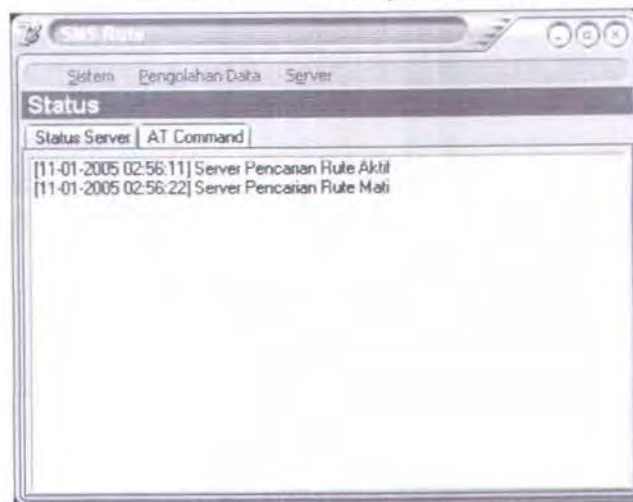 SMS Rute
Sistem Pengolahan Data Server
Status
Status Server AT Command
[11-01-2005 02:56:11] Server Pencarian Rute Aktif
[11-01-2005 02:56:22] Server Pencarian Rute Mati